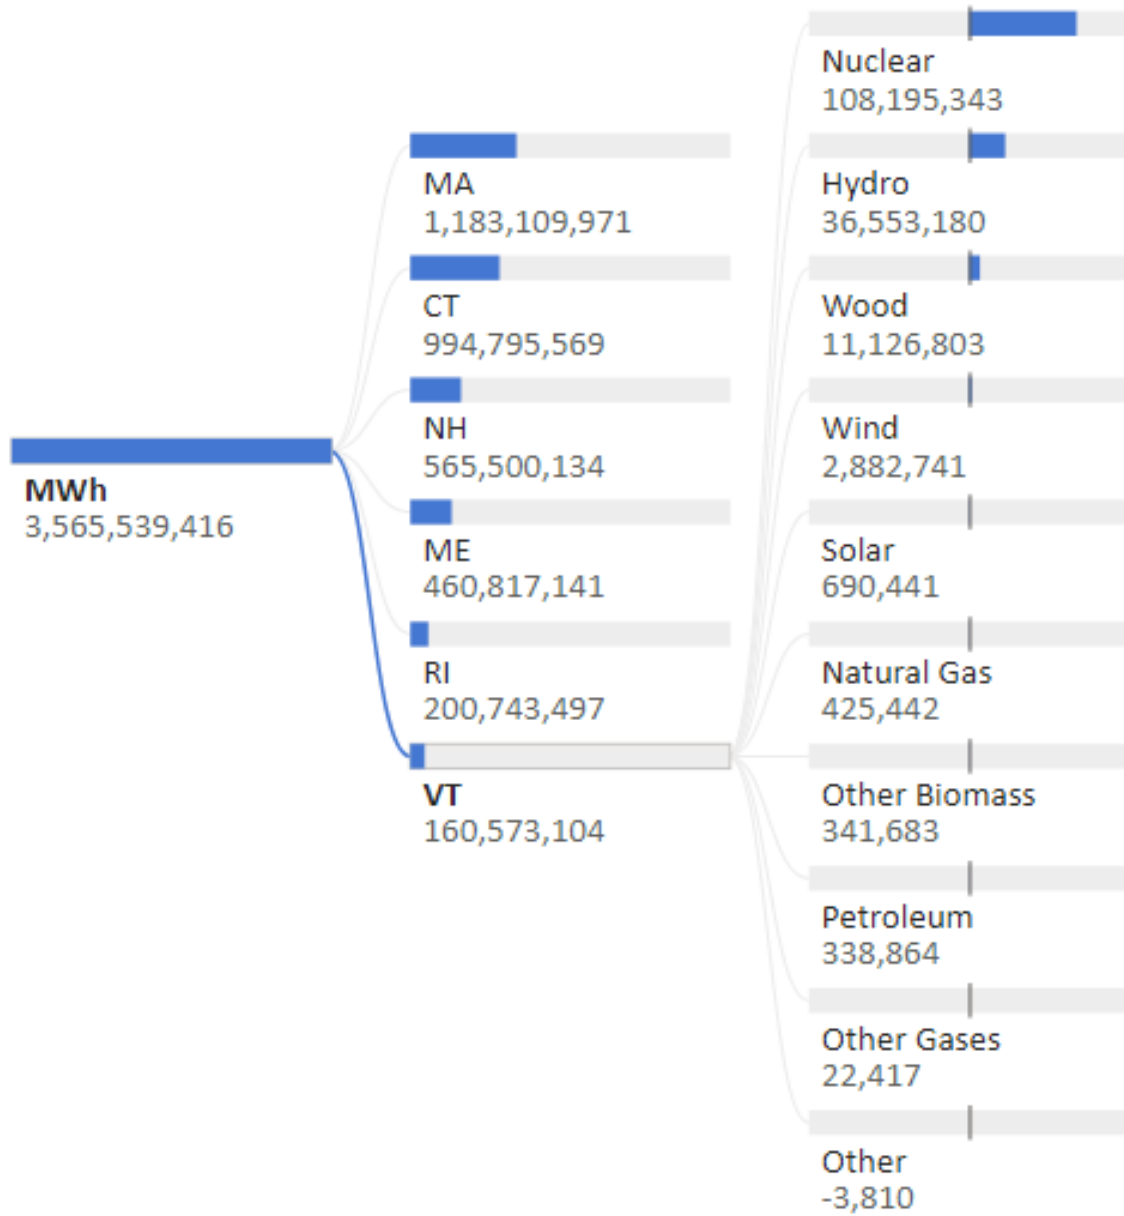 MWh
3,565,539,416
MA
1,183,109,971
CT
994,795,569
NH
565,500,134
ME
460,817,141
RI
200,743,497
VT
160,573,104
Nuclear
108,195,343
Hydro
36,553,180
Wood
11,126,803
Wind
2,882,741
Solar
690,441
Natural Gas
425,442
Other Biomass
341,683
Petroleum
338,864
Other Gases
22,417
Other
-3,810